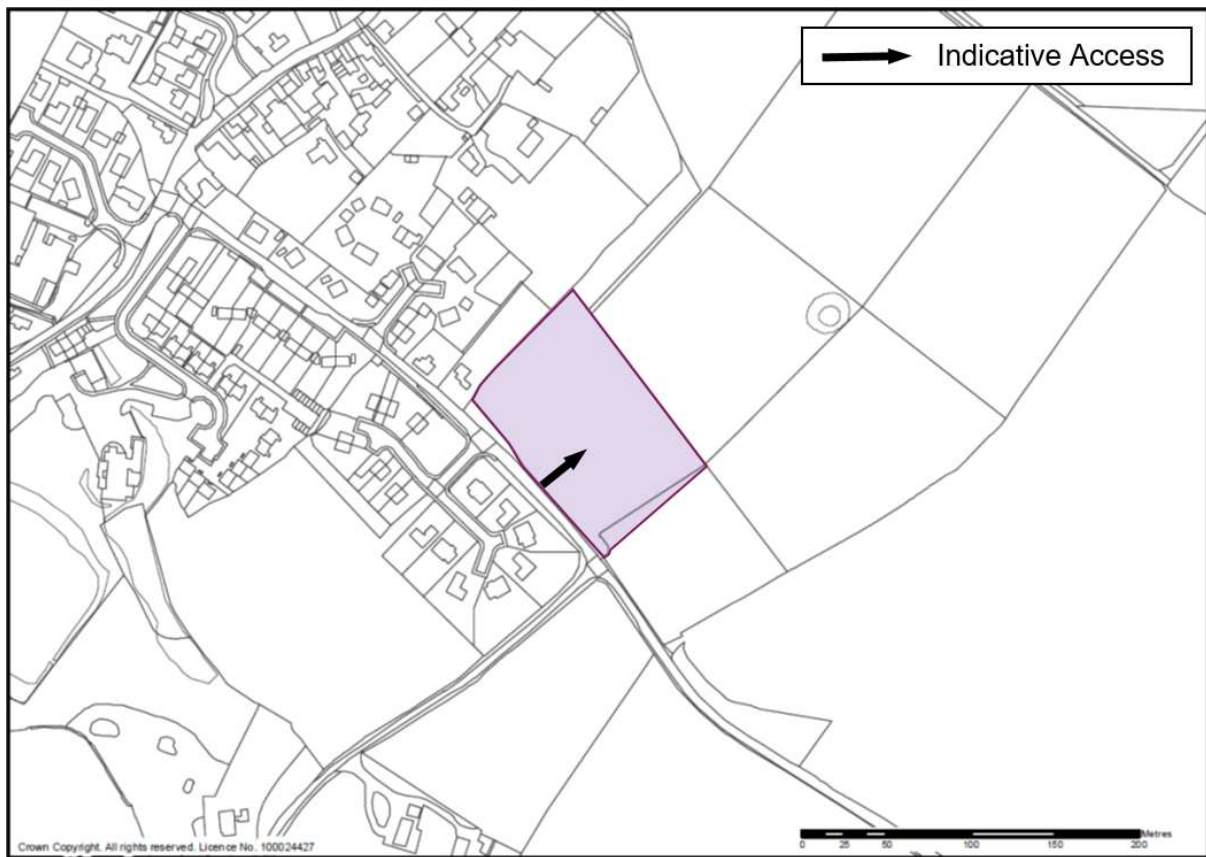 Indicative Access
Crown Copyright. All rights reserved. Licence No. 100024427
Metres
0 25 50 100 150 200